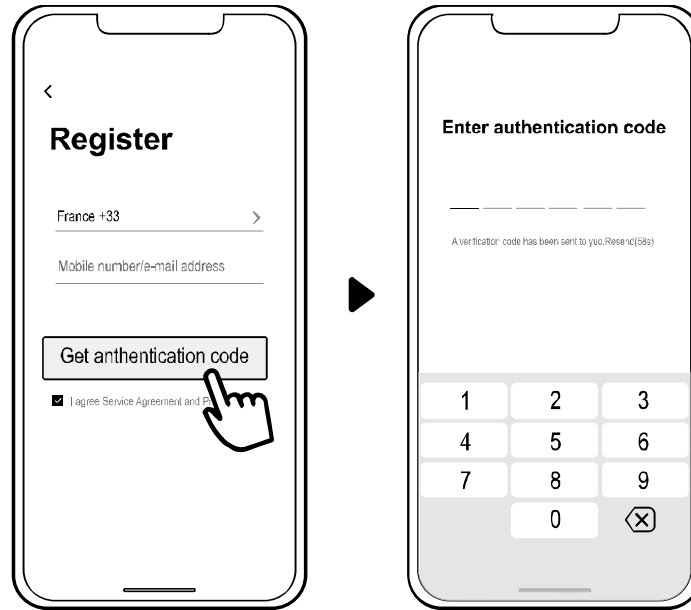 Register
France +33
Mobile number/e-mail address
Get anthentication code
I agree Service Agreement and
Enter authentication code
A verification code has been sent to yuo.Resend(58s)
1 2 3
4 5 6
7 8 9
0